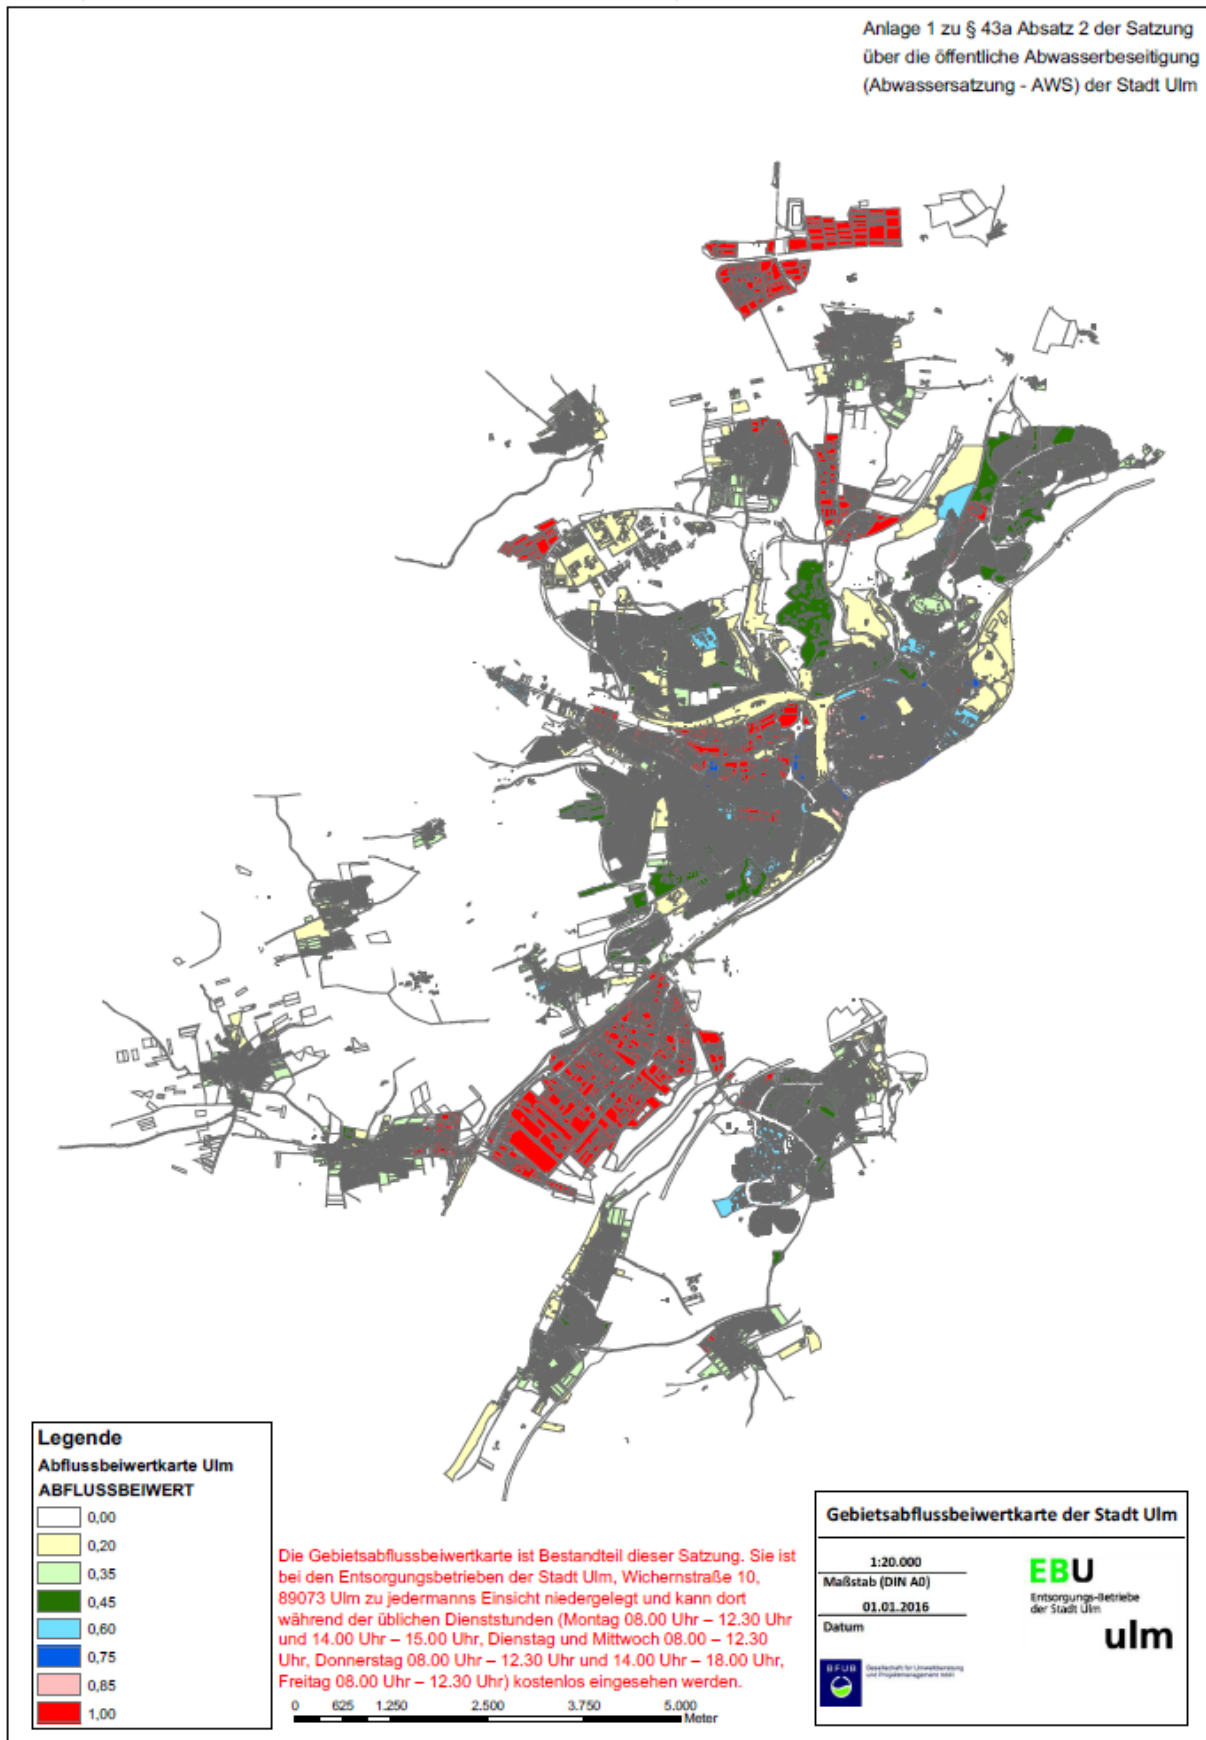 Anlage 1 zu § 43a Absatz 2 der Satzung
über die öffentliche Abwasserbeseitigung
(Abwassersatzung - AWS) der Stadt Ulm
Legende
Abflussbeiwertkarte Ulm
ABFLUSSBEIWERT
0,00
0,20
0,35
0,45
0,60
0,75
0,85
1,00
Die Gebietsabflussbeiwertkarte ist Bestandteil dieser Satzung. Sie ist
bei den Entsorgungsbetrieben der Stadt Ulm, Wichernstraße 10,
89073 Ulm zu jedermanns Einsicht niedergelegt und kann dort
während der üblichen Dienststunden (Montag 08.00 Uhr – 12.30 Uhr
und 14.00 Uhr – 15.00 Uhr, Dienstag und Mittwoch 08.00 – 12.30
Uhr, Donnerstag 08.00 Uhr – 12.30 Uhr und 14.00 Uhr – 18.00 Uhr,
Freitag 08.00 Uhr – 12.30 Uhr) kostenlos eingesehen werden.
0 625 1.250 2.500 3.750 5.000
Meter
Gebietsabflussbeiwertkarte der Stadt Ulm
1:20.000
Maßstab (DIN A0)
01.01.2016
Datum
EBU
Entsorgungs-Betriebe
der Stadt Ulm
ulm
BFUB
Gesellschaft für Umweltberatung
und Projektmanagement mbH